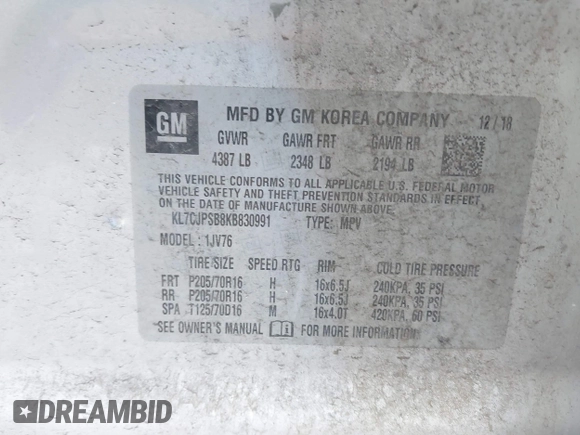 GM
MFD BY GM KOREA COMPANY 12/18
GVWR GAWR FRT GAWR RR
4387 LB 2348 LB 2194 LB
THIS VEHICLE CONFORMS TO ALL APPLICABLE U.S. FEDERAL MOTOR
VEHICLE SAFETY AND THEFT PREVENTION STANDARDS IN EFFECT
ON THE DATE OF MANUFACTURE SHOWN ABOVE.
KL7CJPSB8KB830991 TYPE: MPV
MODEL: 1JV76
TIRE SIZE SPEED RTG RIM COLD TIRE PRESSURE
FRT P205/70R16 H 16x6.5J 240KPA, 35 PSI
RR P205/70R16 H 16x6.5J 240KPA, 35 PSI
SPA T125/70D16 M 16x4.0T 420KPA, 60 PSI
SEE OWNER'S MANUAL FOR MORE INFORMATION.
DREAMBID